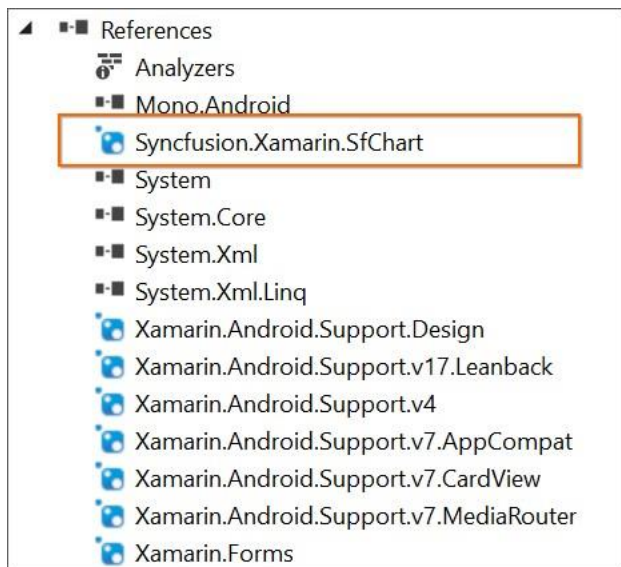 References
Analyzers
Mono.Android
Syncfusion.Xamarin.SfChart
System
System.Core
System.Xml
System.Xml.Linq
Xamarin.Android.Support.Design
Xamarin.Android.Support.v17.Leanback
Xamarin.Android.Support.v4
Xamarin.Android.Support.v7.AppCompat
Xamarin.Android.Support.v7.CardView
Xamarin.Android.Support.v7.MediaRouter
Xamarin.Forms